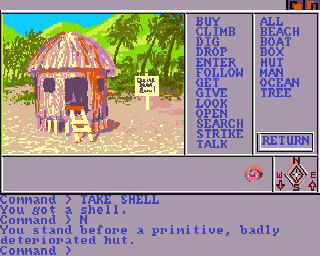 BUY
CLIMB
DIG
DROP
ENTER
FOLLOW
GET
GIVE
LOOK
OPEN
SEARCH
STRIKE
TALK
ALL
BEACH
BOAT
BOX
HUT
MAN
OCEAN
TREE
RETURN
N
W
E
S
Command > TAKE SHELL
You got a shell.
Command > N
You stand before a primitive, badly
deteriorated hut.
Command >